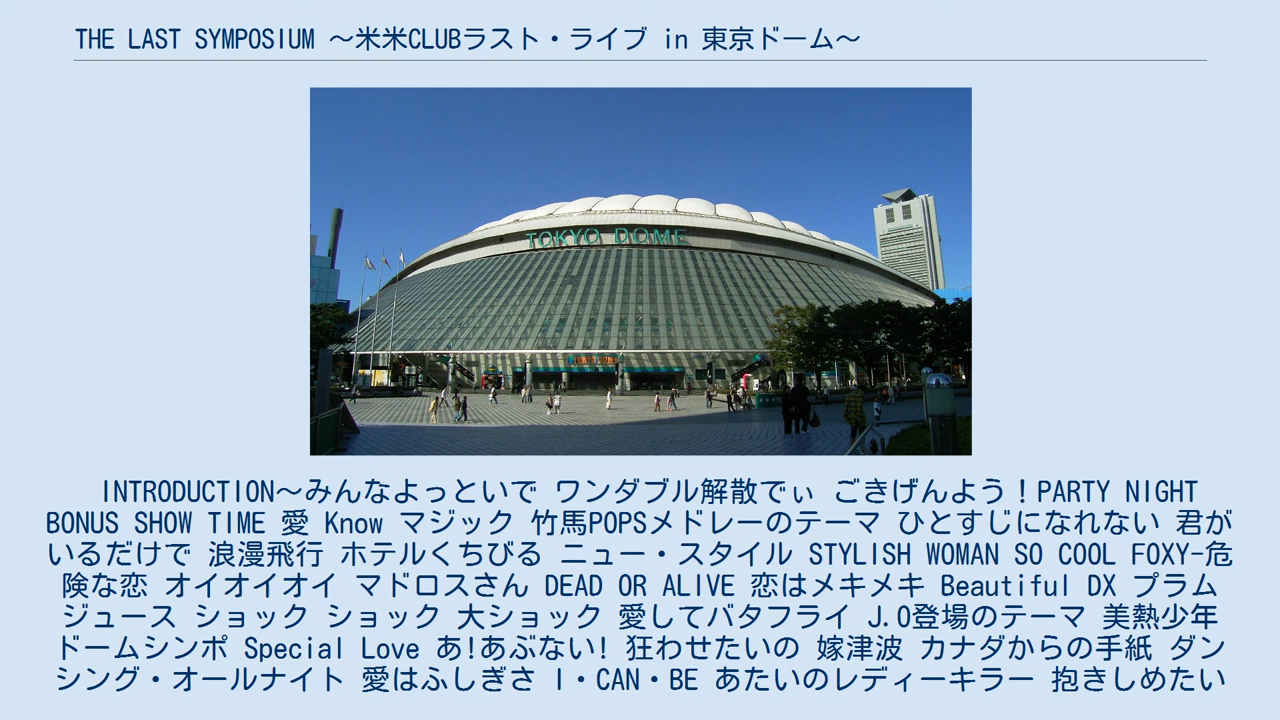 THE LAST SYMPOSIUM ～米米CLUBラスト・ライブ in 東京ドーム～
TOKYO DOME
TOKYO DOME
INTRODUCTION～みんなよっといで ワンダブル解散でぃ ごきげんよう！PARTY NIGHT
BONUS SHOW TIME 愛 Know マジック 竹馬POPSメドレーのテーマ ひとすじになれない 君が
いるだけで 浪漫飛行 ホテルくちびる ニュー・スタイル STYLISH WOMAN SO COOL FOXY-危
険な恋 オイオイオイ マドロスさん DEAD OR ALIVE 恋はメキメキ Beautiful DX プラム
ジュース ショック ショック 大ショック 愛してバタフライ J.O登場のテーマ 美熱少年
ドームシンポ Special Love あ!あぶない! 狂わせたいの 嫁津波 カナダからの手紙 ダン
シング・オールナイト 愛はふしぎさ I・CAN・BE あたいのレディーキラー 抱きしめたい